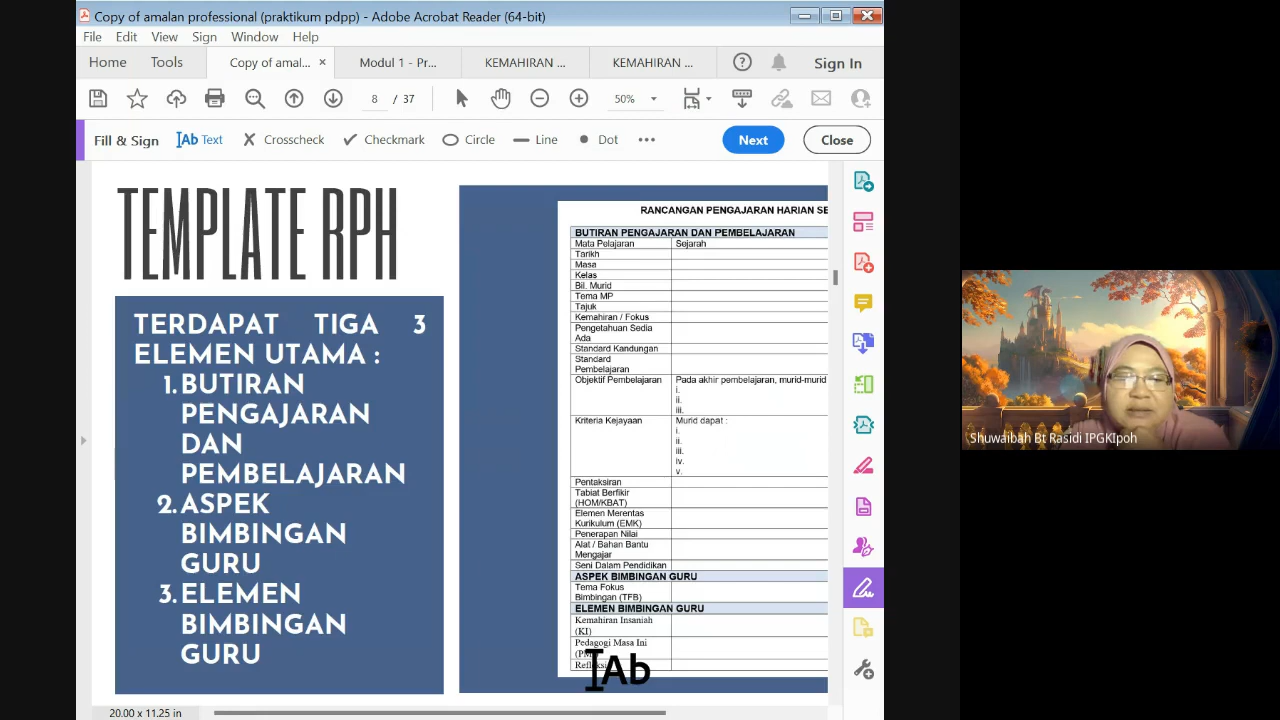 Copy of amalan professional (praktikum pdpp) - Adobe Acrobat Reader (64-bit)
File Edit View Sign Window Help
Home Tools Copy of amal... × Modul 1 - Pr... KEMAHIRAN ... KEMAHIRAN ... Sign In
8 / 37 50%
Fill & Sign Ab Text Crosscheck Checkmark Circle Line Dot ••• Next Close
TEMPLATE RPH
TERDAPAT TIGA 3
ELEMEN UTAMA :
1. BUTIRAN
PENGAJARAN
DAN
PEMBELAJARAN
2. ASPEK
BIMBINGAN
GURU
3. ELEMEN
BIMBINGAN
GURU
RANCANGAN PENGAJARAN HARIAN SE
BUTIRAN PENGAJARAN DAN PEMBELAJARAN
Mata Pelajaran Sejarah
Tarikh
Masa
Kelas
Bil. Murid
Tema MP
Tajuk
Kemahiran / Fokus
Pengetahuan Sedia
Ada
Standard Kandungan
Standard
Pembelajaran
Objektif Pembelajaran Pada akhir pembelajaran, murid-murid
i.
ii.
iii.
Kriteria Kejayaan Murid dapat :
i.
ii.
iii.
iv.
v.
Pentaksiran
Tabiat Berfikir
(HOM/KBAT)
Elemen Merentas
Kurikulum (EMK)
Penerapan Nilai
Alat / Bahan Bantu
Mengajar
Seni Dalam Pendidikan
ASPEK BIMBINGAN GURU
Tema Fokus
Bimbingan (TFB)
ELEMEN BIMBINGAN GURU
Kemahiran Insaniah
(KI)
Pedagogi Masa Ini
Ab
20.00 x 11.25 in
Shuwaibah Bt Rasidi IPGKIpoh